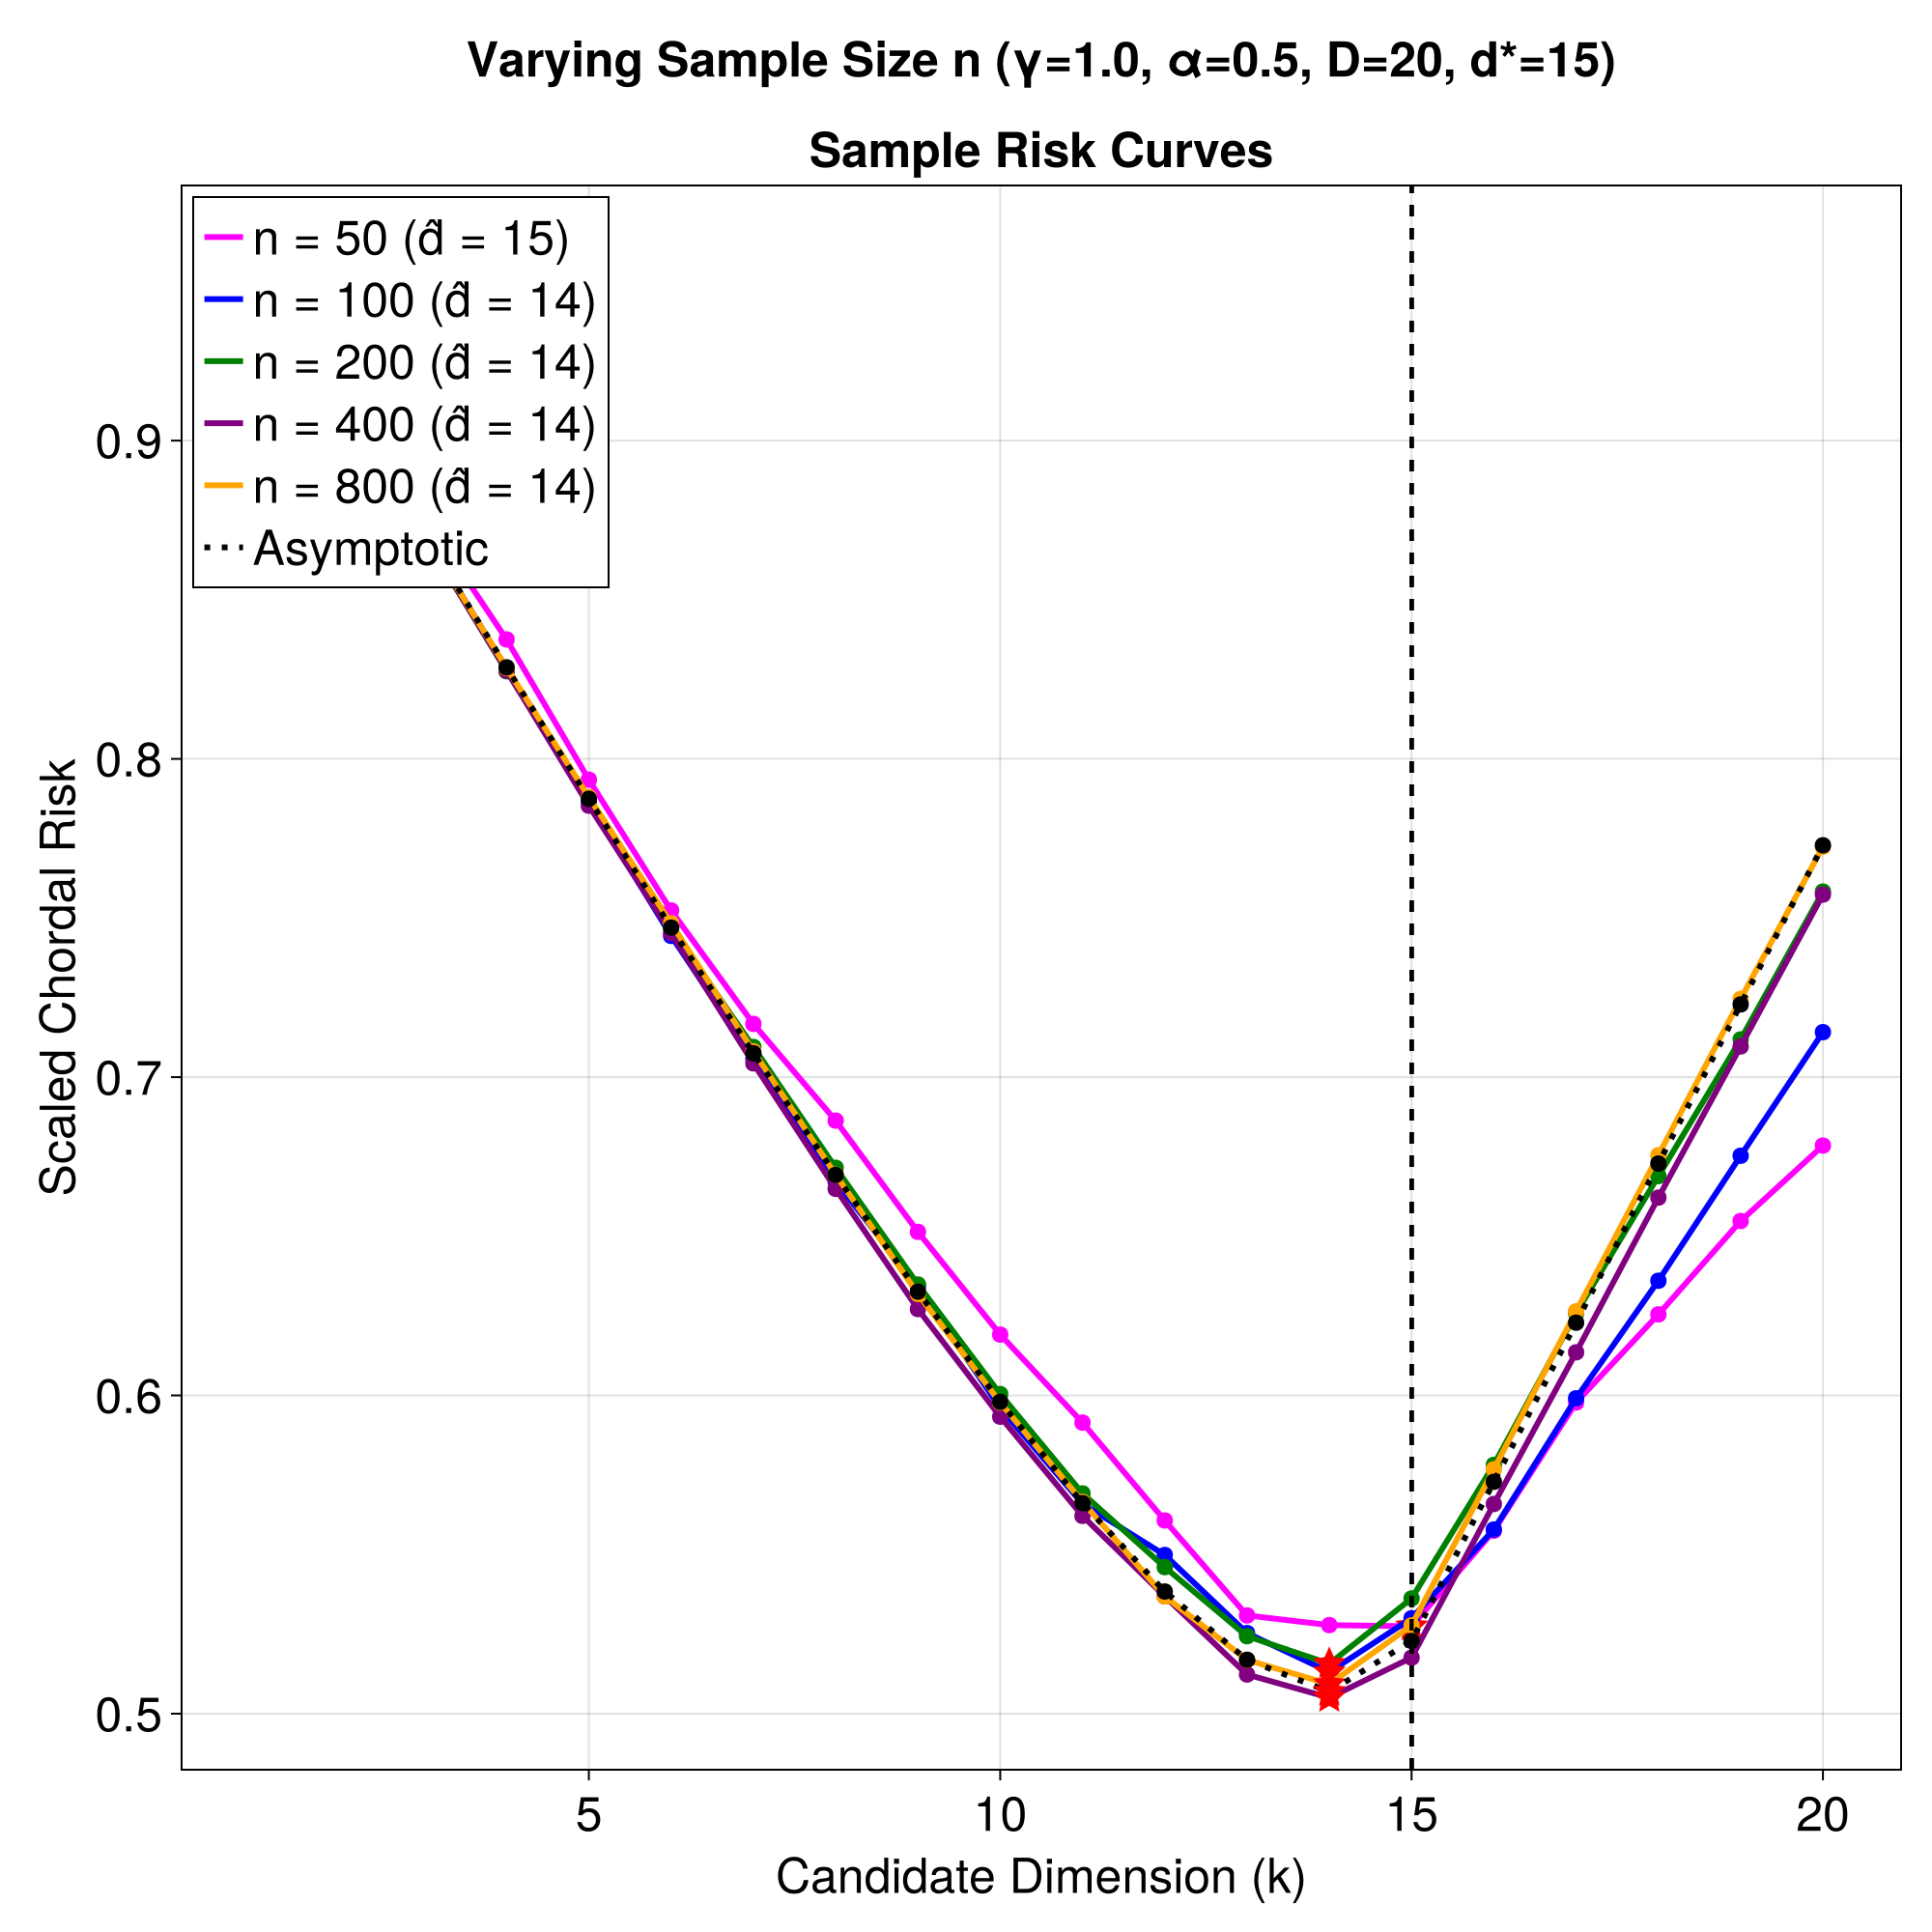 Varying Sample Size n (γ=1.0, α=0.5, D=20, d*=15)
Sample Risk Curves
n = 50 (d̂ = 15)
n = 100 (d̂ = 14)
n = 200 (d̂ = 14)
n = 400 (d̂ = 14)
n = 800 (d̂ = 14)
Asymptotic
0.9
0.8
0.7
0.6
0.5
Scaled Chordal Risk
5 10 15 20
Candidate Dimension (k)